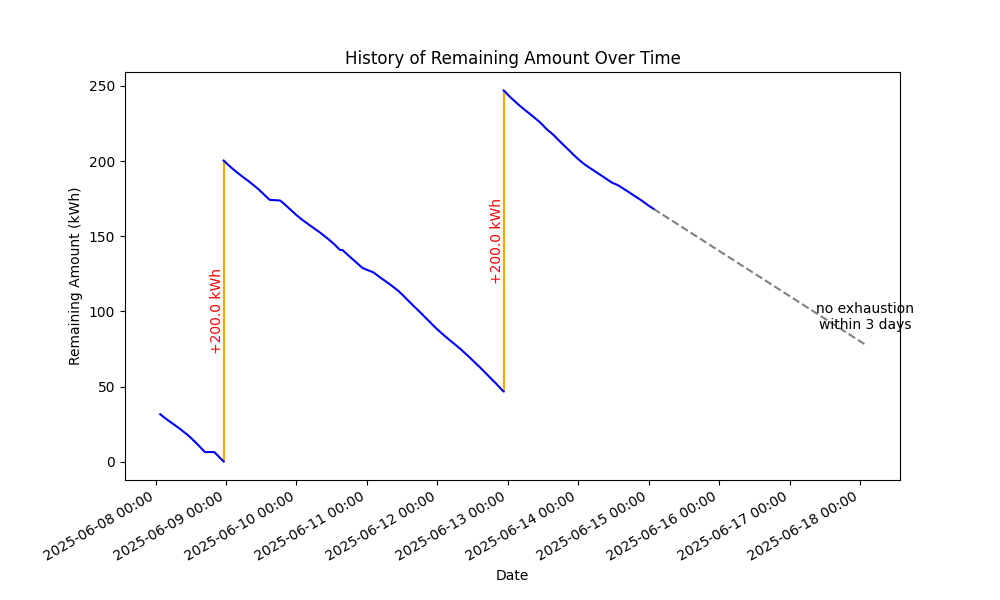 History of Remaining Amount Over Time
Remaining Amount (kWh)
250
200
150
100
50
0
+200.0 kWh
+200.0 kWh
no exhaustion
within 3 days
2025-06-08 00:00
2025-06-09 00:00
2025-06-10 00:00
2025-06-11 00:00
2025-06-12 00:00
2025-06-13 00:00
2025-06-14 00:00
2025-06-15 00:00
2025-06-16 00:00
2025-06-17 00:00
2025-06-18 00:00
Date